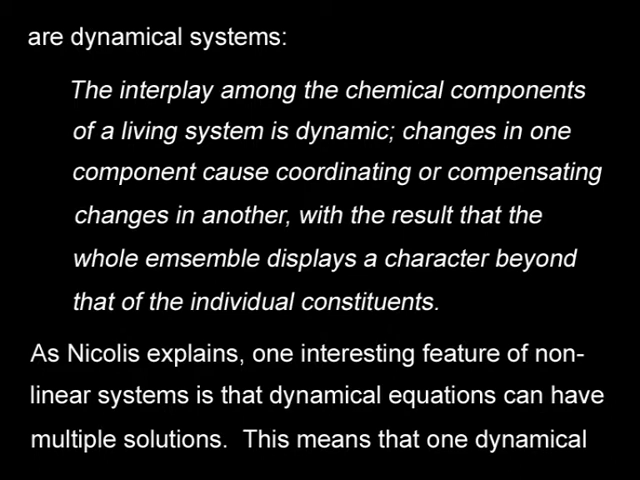 are dynamical systems:
The interplay among the chemical components
of a living system is dynamic; changes in one
component cause coordinating or compensating
changes in another, with the result that the
whole emsemble displays a character beyond
that of the individual constituents.
As Nicolis explains, one interesting feature of non-
linear systems is that dynamical equations can have
multiple solutions.  This means that one dynamical